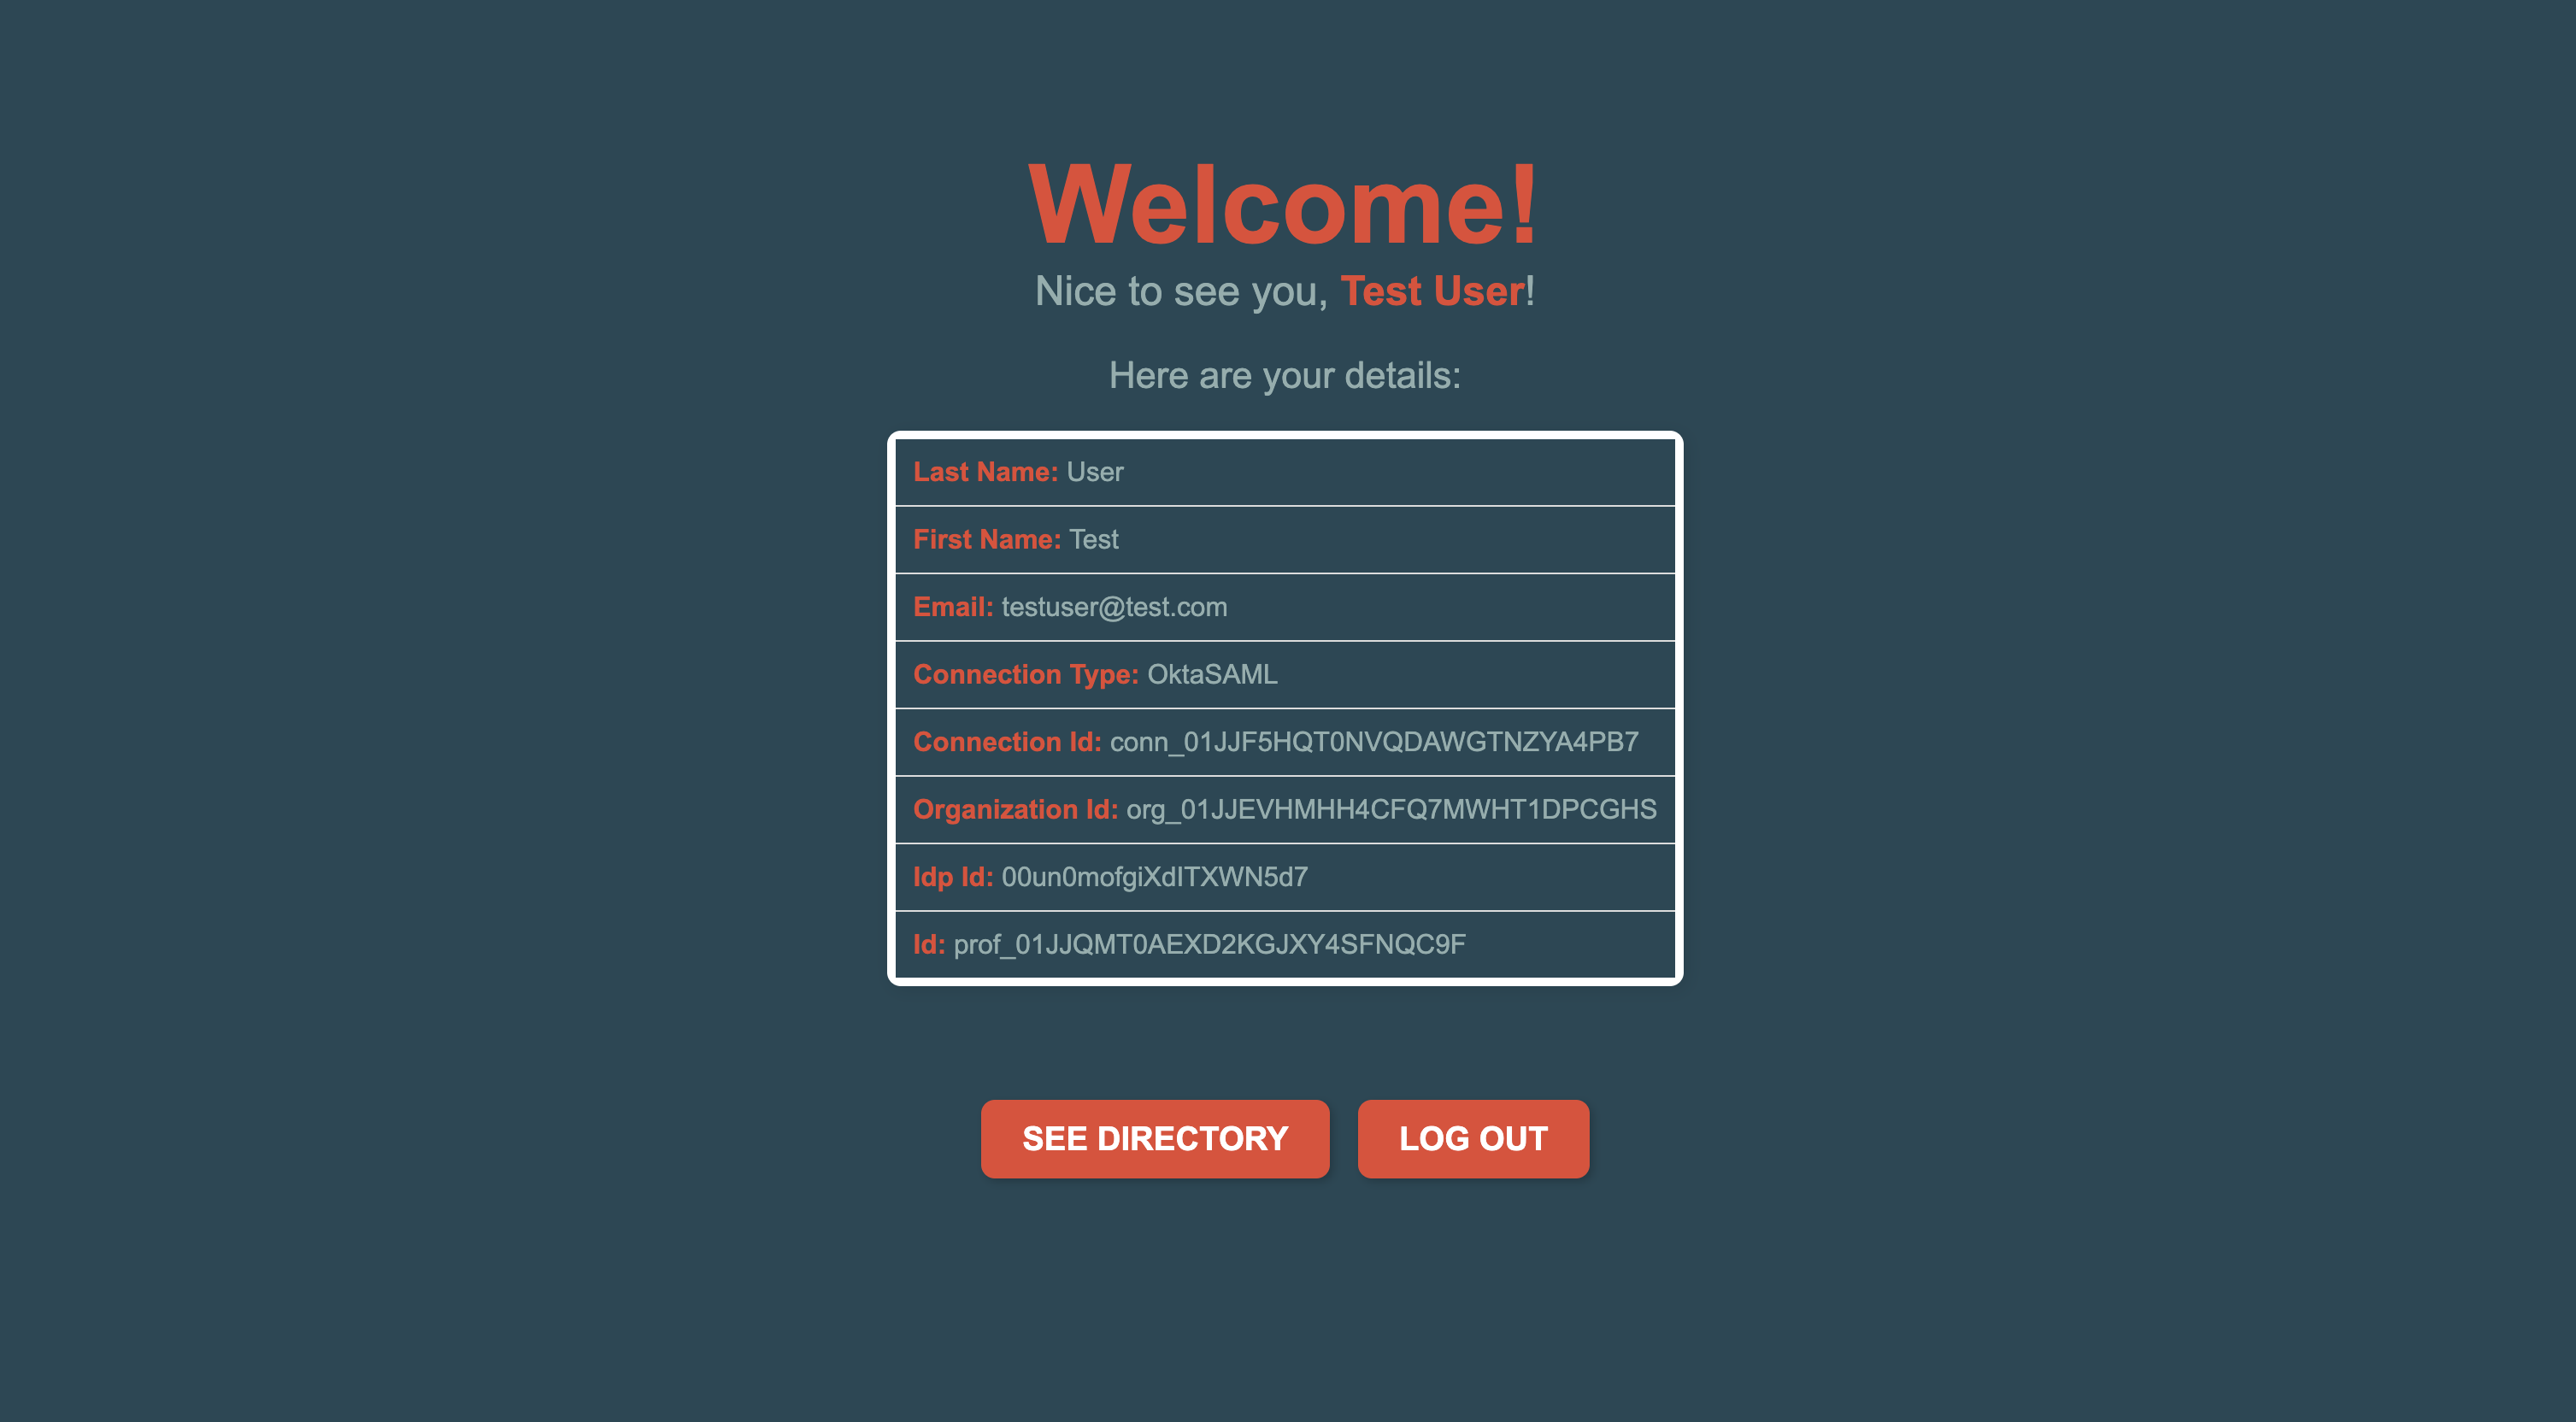 Welcome!
Nice to see you, Test User!
Here are your details:
Last Name: User
First Name: Test
Email: testuser@test.com
Connection Type: OktaSAML
Connection Id: conn_01JJF5HQT0NVQDAWGTNZYA4PB7
Organization Id: org_01JJEVHMHH4CFQ7MWHT1DPCGHS
Idp Id: 00un0mofgiXdITXWN5d7
Id: prof_01JJQMT0AEXD2KGJXY4SFNQC9F
SEE DIRECTORY
LOG OUT